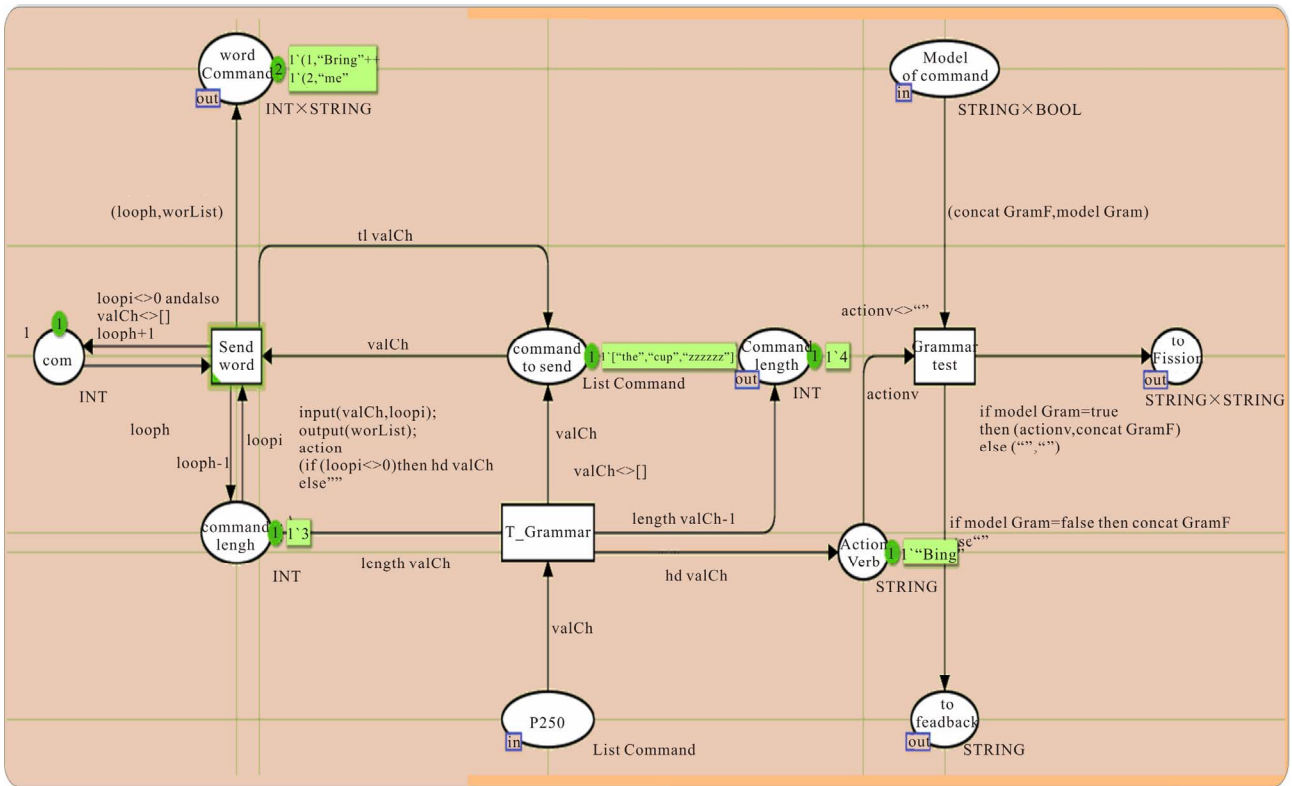 word
Command
2
1`(1,“Bring”++
1`(2,“me”
out
INT×STRING
Model
of command
in
STRING×BOOL
(looph,worList)
(concat GramF,model Gram)
tl valCh
loopi<>0 andalso
valCh<>[]
looph+1
1
1
com
INT
Send
word
valCh
command
to send
1
1`[“the”,“cup”,“zzzzzz”]
List Command
Command
length
out
1
1`4
INT
actionv<>“”
Grammar
test
actionv
to
Fission
out
STRING×STRING
if model Gram=true
then (actionv,concat GramF)
else (“”,“”)
looph
looph-1
loopi
input(valCh,loopi);
output(worList);
action
(if (loopi<>0)then hd valCh
else””
valCh
valCh<>[]
command
lengh
1
1`3
INT
length valCh
T_Grammar
length valCh-1
hd valCh
Action
Verb
1
1`“Bing”
STRING
if model Gram=false then concat GramF
se“”
valCh
P250
in
List Command
to
feadback
out
STRING